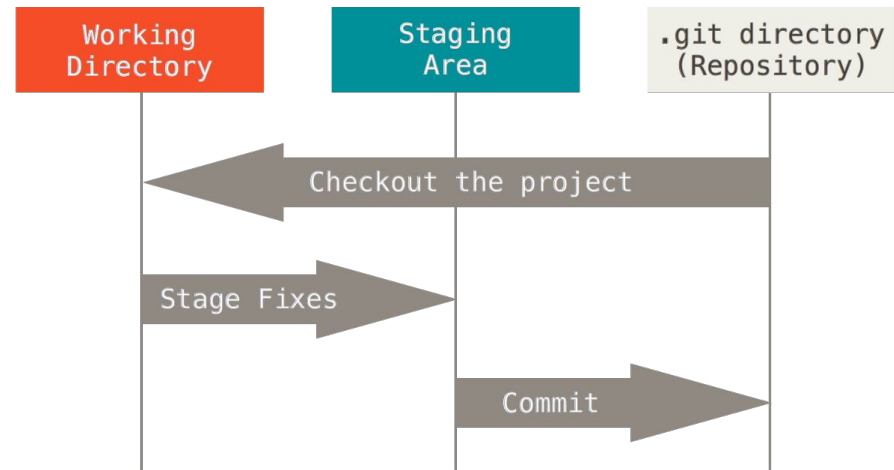 Working
Directory
Staging
Area
.git directory
(Repository)
Checkout the project
Stage Fixes
Commit